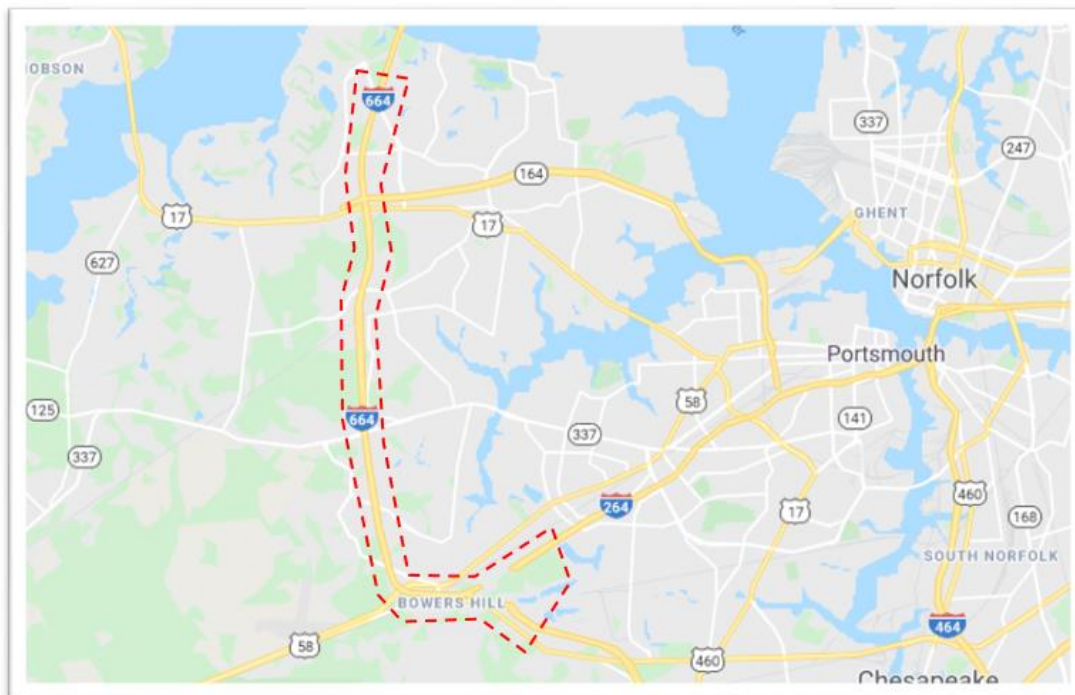 OBSON
664
337
247
164
17
17
GHENT
627
Norfolk
Portsmouth
125
664
58
337
337
141
264
17
460
168
SOUTH NORFOLK
BOWERS HILL
58
464
460
Chesapeake